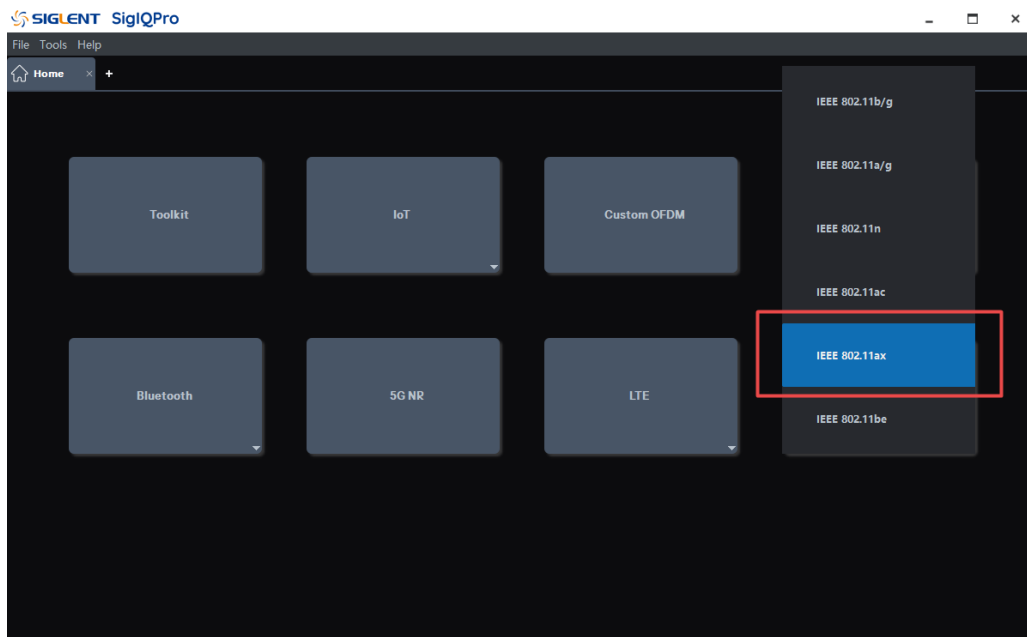 SIGLENT SigIQPro
File Tools Help
Home × +
IEEE 802.11b/g
IEEE 802.11a/g
Toolkit
IoT
Custom OFDM
IEEE 802.11n
IEEE 802.11ac
IEEE 802.11ax
Bluetooth
5G NR
LTE
IEEE 802.11be